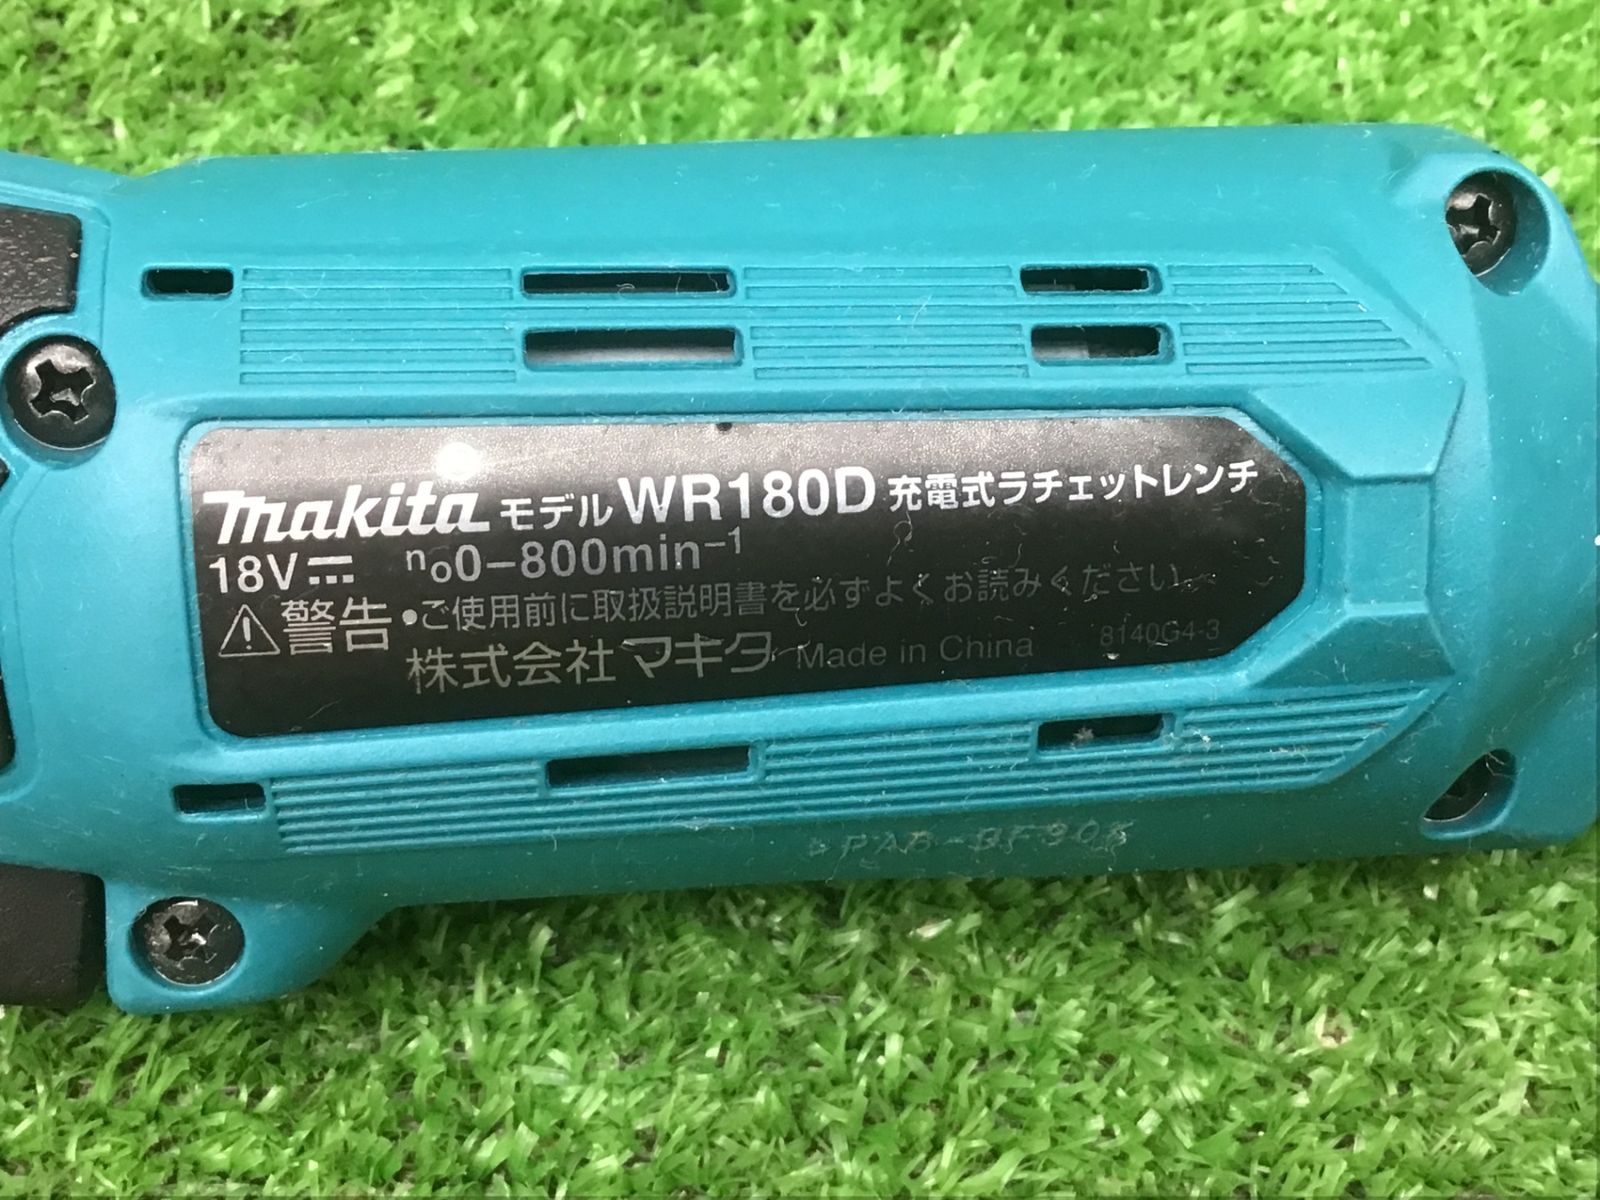 makita モデル WR180D 充電式ラチェットレンチ
18V n₀0-800min⁻¹
警告 •ご使用前に取扱説明書を必ずよくお読みください。
株式会社マキタ Made in China 8140G4-3